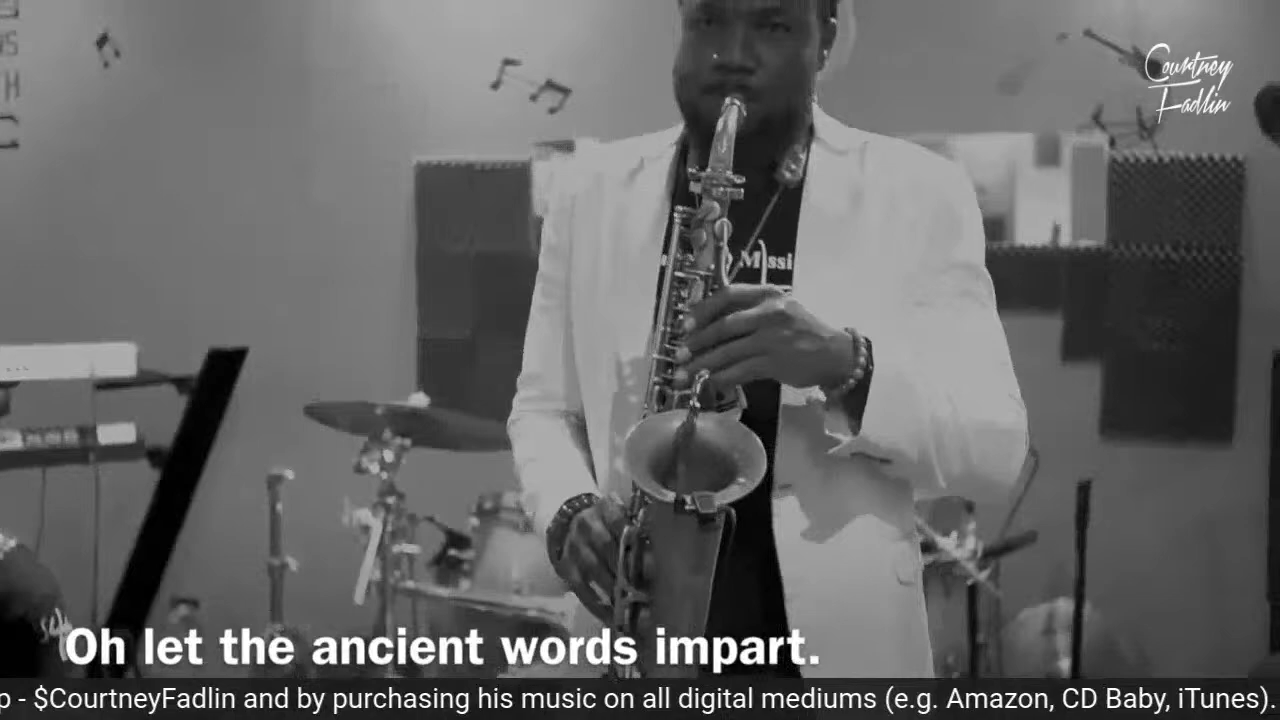 Courtney
Fadlin
Missi
Oh let the ancient words impart.
p - $CourtneyFadlin and by purchasing his music on all digital mediums (e.g. Amazon, CD Baby, iTunes).